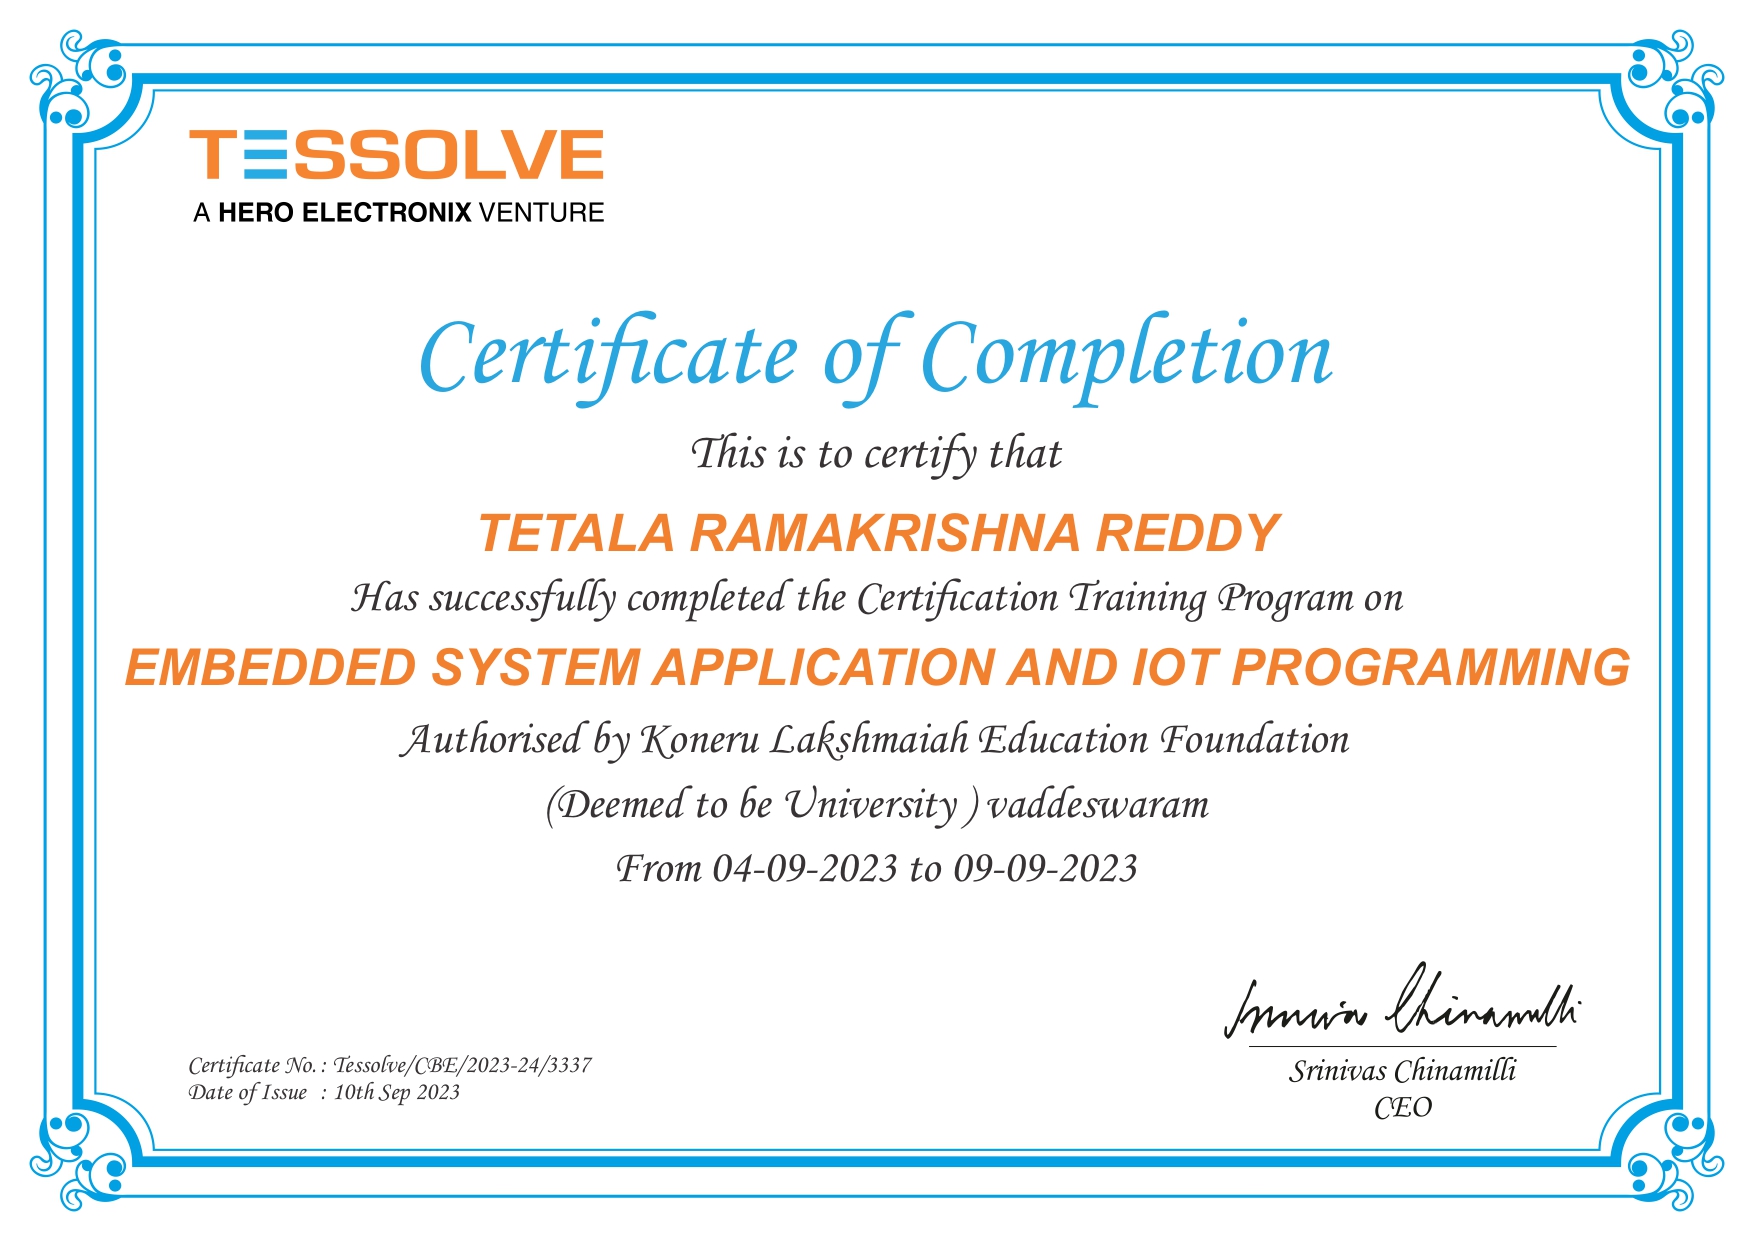 TESSOLVE
A HERO ELECTRONIX VENTURE
Certificate of Completion
This is to certify that
TETALA RAMAKRISHNA REDDY
Has successfully completed the Certification Training Program on
EMBEDDED SYSTEM APPLICATION AND IOT PROGRAMMING
Authorised by Koneru Lakshmaiah Education Foundation
(Deemed to be University ) vaddeswaram
From 04-09-2023 to 09-09-2023
Srinivas Chinamilli
Srinivas Chinamilli
CEO
Certificate No. : Tessolve/CBE/2023-24/3337
Date of Issue : 10th Sep 2023